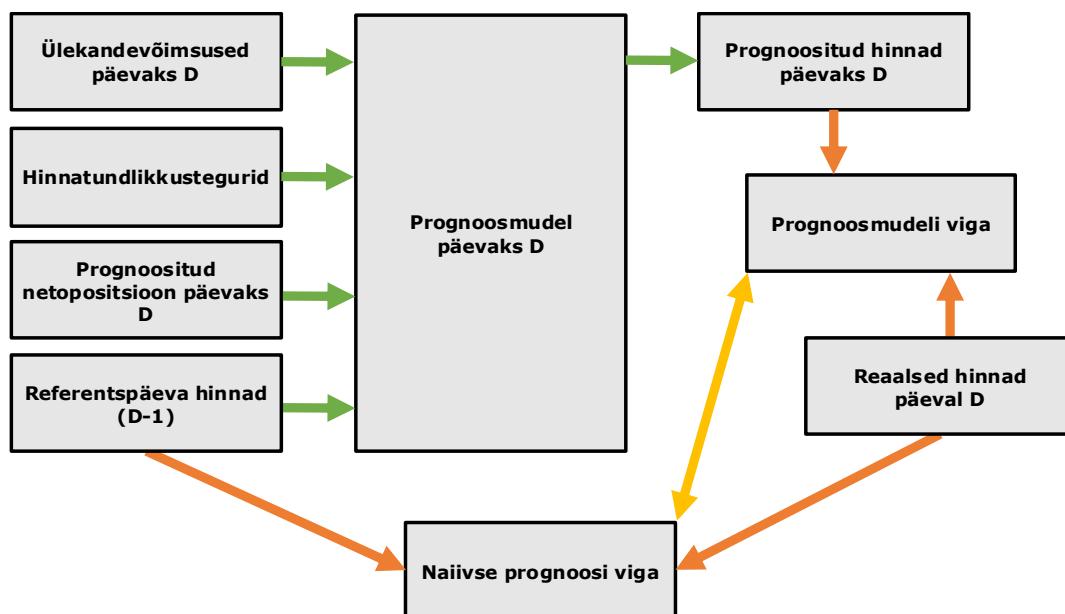 Ülekandevõimsused
päevaks D
Hinnatundlikkustegurid
Prognoositud
netopositsioon päevaks
D
Referentspäeva hinnad
(D-1)
Prognoosmudel
päevaks D
Prognoositud hinnad
päevaks D
Prognoosmudeli viga
Reaalsed hinnad
päeval D
Naiivse prognoosi viga